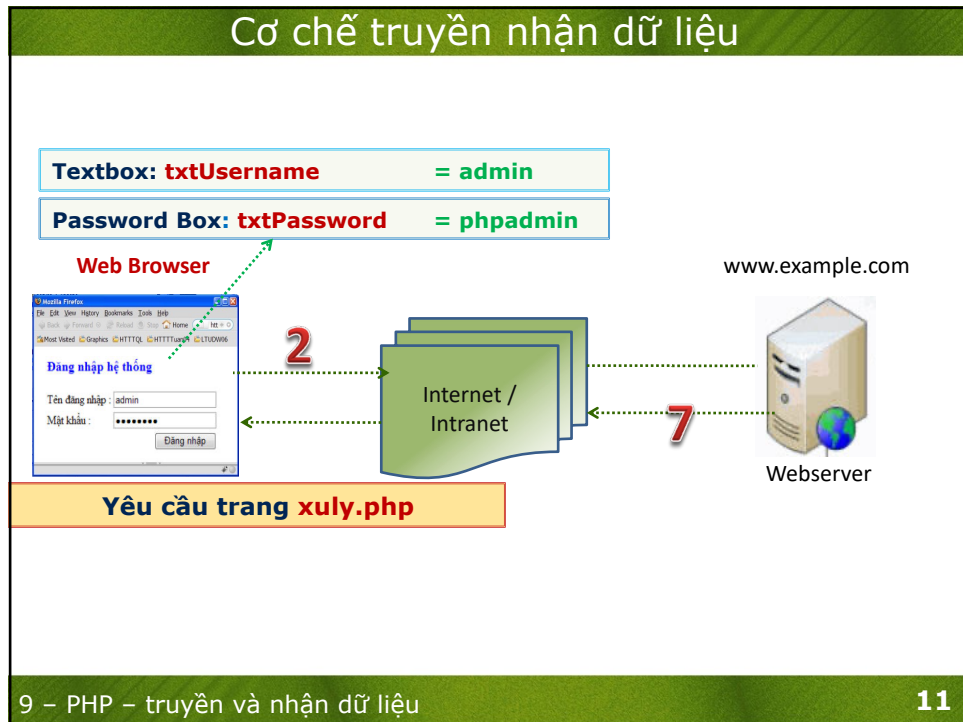 Cơ chế truyền nhận dữ liệu
Textbox: txtUsername = admin
Password Box: txtPassword = phpadmin
Web Browser
www.example.com
Mozilla Firefox
File Edit View History Bookmarks Tools Help
Back Forward Reload Stop Home htt
Most Visited Graphics HTTTQL HTTTTuanA LTUDW06
Đăng nhập hệ thống
Tên đăng nhập : admin
Mật khẩu : ••••••••
Đăng nhập
2
Internet /
Intranet
7
Webserver
Yêu cầu trang xuly.php
9 – PHP – truyền và nhận dữ liệu
11